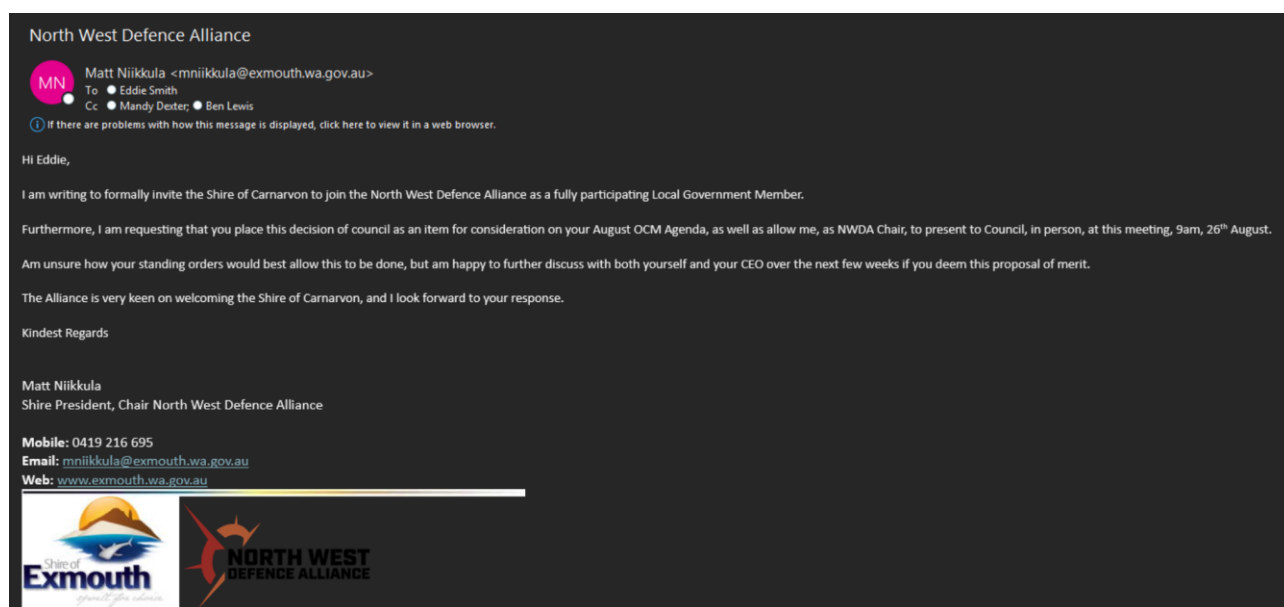 North West Defence Alliance
MN
Matt Niikkula <mniikkula@exmouth.wa.gov.au>
To Eddie Smith
Cc Mandy Dexter; Ben Lewis
If there are problems with how this message is displayed, click here to view it in a web browser.
Hi Eddie,
I am writing to formally invite the Shire of Carnarvon to join the North West Defence Alliance as a fully participating Local Government Member.
Furthermore, I am requesting that you place this decision of council as an item for consideration on your August OCM Agenda, as well as allow me, as NWDA Chair, to present to Council, in person, at this meeting, 9am, 26th August.
Am unsure how your standing orders would best allow this to be done, but am happy to further discuss with both yourself and your CEO over the next few weeks if you deem this proposal of merit.
The Alliance is very keen on welcoming the Shire of Carnarvon, and I look forward to your response.
Kindest Regards
Matt Niikkula
Shire President, Chair North West Defence Alliance
Mobile: 0419 216 695
Email: mniikkula@exmouth.wa.gov.au
Web: www.exmouth.wa.gov.au
Shire of
Exmouth
spoilt for choice
NORTH WEST
DEFENCE ALLIANCE